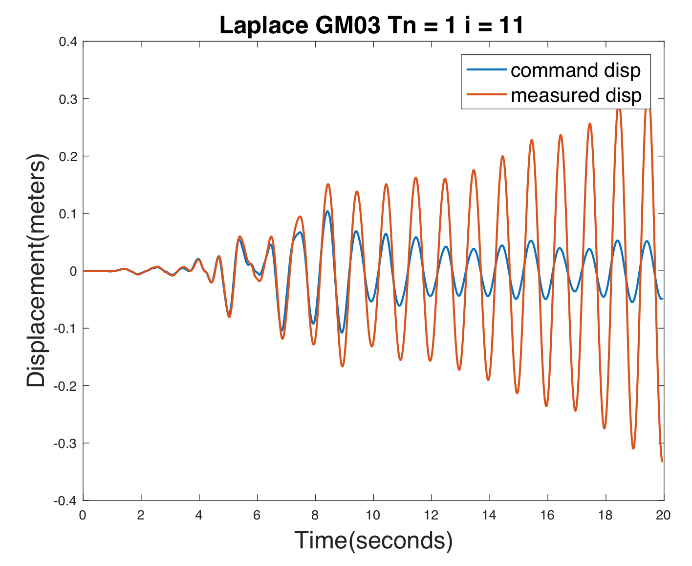 Laplace GM03 Tn = 1 i = 11
command disp
measured disp
Displacement(meters)
0.4
0.3
0.2
0.1
0
-0.1
-0.2
-0.3
-0.4
0 2 4 6 8 10 12 14 16 18 20
Time(seconds)